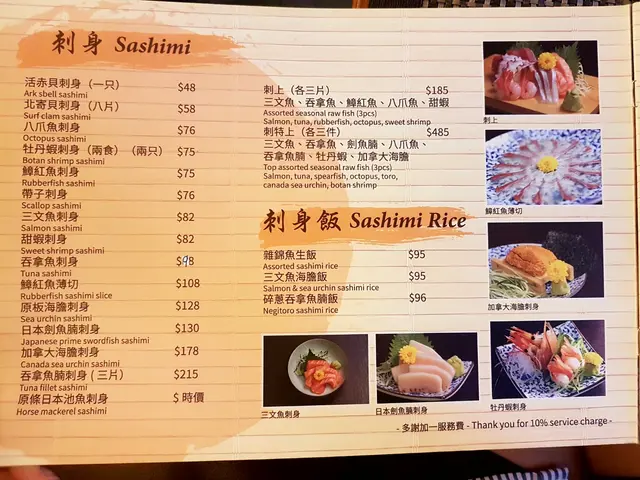 刺身 Sashimi
活赤貝刺身（一只） $48
Ark sbell sashimi
北寄貝刺身（八片） $58
Surf clam sashimi
八爪魚刺身 $76
Octopus sashimi
牡丹蝦刺身（兩食）（兩只） $75
Botan shrimp sashimi
鱆紅魚刺身 $75
Rubberfish sashimi
帶子刺身 $76
Scallop sashimi
三文魚刺身 $82
Salmon sashimi
甜蝦刺身 $82
Sweet shrimp sashimi
吞拿魚刺身 $98
Tuna sashimi
鱆紅魚薄切 $108
Rubberfish sashimi slice
原板海膽刺身 $128
Sea urchin sashimi
日本劍魚腩刺身 $130
Japanese prime swordfish sashimi
加拿大海膽刺身 $178
Canada sea urchin sashimi
吞拿魚腩刺身（三片） $215
Tuna fillet sashimi
原條日本池魚刺身 $ 時價
Horse mackerel sashimi
刺上（各三片） $185
三文魚、吞拿魚、鱆紅魚、八爪魚、甜蝦
Assorted seasonal raw fish (3pcs)
Salmon, tuna, rubberfish, octopus, sweet shrimp
刺特上（各三件） $485
三文魚、吞拿魚、劍魚腩、八爪魚、
吞拿魚腩、牡丹蝦、加拿大海膽
Top assorted seasonal raw fish (3pcs)
Salmon, tuna, spearfish, octopus, toro,
canada sea urchin, botan shrimp
刺身飯 Sashimi Rice
雜錦魚生飯 $95
Assorted sashimi rice
三文魚海膽飯 $95
Salmon & sea urchin sashimi rice
碎蔥吞拿魚腩飯 $96
Negitoro sashimi rice
刺上
鱆紅魚薄切
加拿大海膽刺身
三文魚刺身
日本劍魚腩刺身
牡丹蝦刺身
- 多謝加一服務費 - Thank you for 10% service charge -